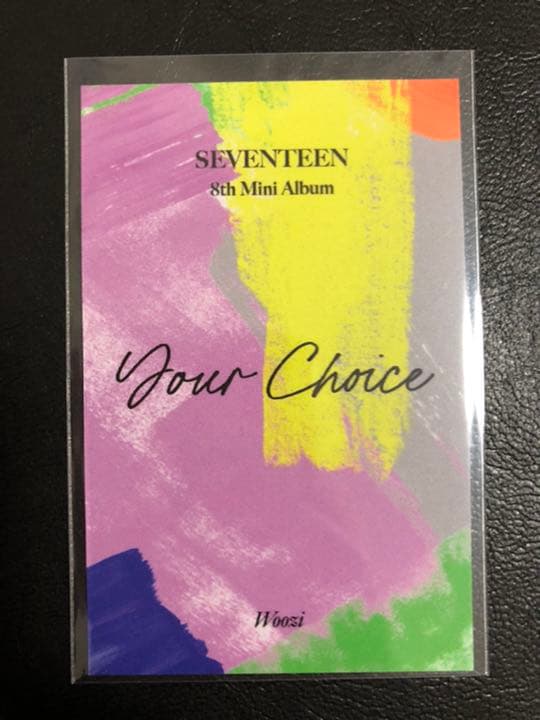 SEVENTEEN
8th Mini Album
Your Choice
Woozi